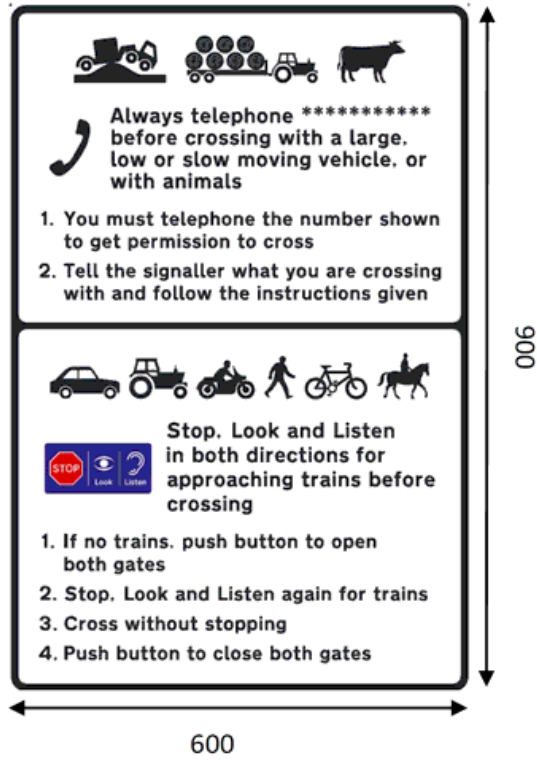 Always telephone ***********
before crossing with a large,
low or slow moving vehicle, or
with animals
1. You must telephone the number shown
to get permission to cross
2. Tell the signaller what you are crossing
with and follow the instructions given
Stop, Look and Listen
in both directions for
approaching trains before
crossing
STOP
Look
Listen
1. If no trains, push button to open
both gates
2. Stop, Look and Listen again for trains
3. Cross without stopping
4. Push button to close both gates
900
600